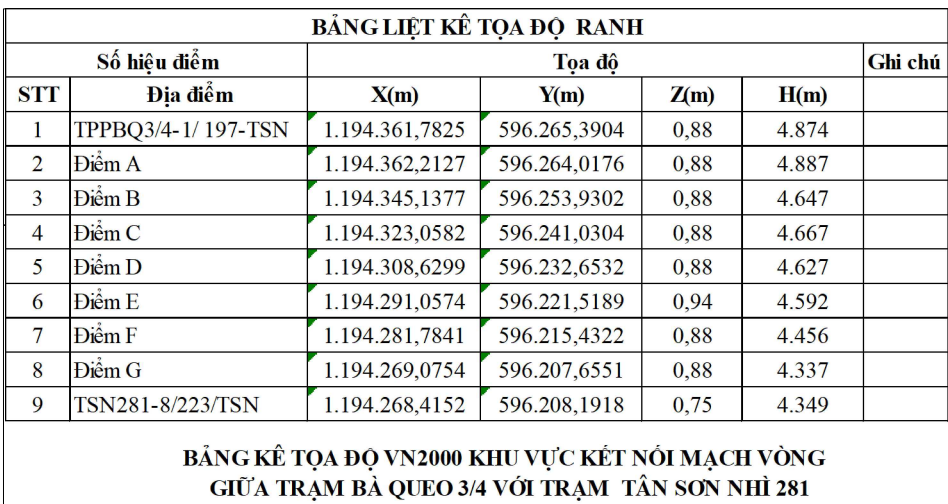 BẢNG LIỆT KÊ TỌA ĐỘ RANH
Số hiệu điểm Tọa độ Ghi chú
STT Địa điểm X(m) Y(m) Z(m) H(m)
1 TPPBQ3/4-1/ 197-TSN 1.194.361,7825 596.265,3904 0,88 4.874
2 Điểm A 1.194.362,2127 596.264,0176 0,88 4.887
3 Điểm B 1.194.345,1377 596.253,9302 0,88 4.647
4 Điểm C 1.194.323,0582 596.241,0304 0,88 4.667
5 Điểm D 1.194.308,6299 596.232,6532 0,88 4.627
6 Điểm E 1.194.291,0574 596.221,5189 0,94 4.592
7 Điểm F 1.194.281,7841 596.215,4322 0,88 4.456
8 Điểm G 1.194.269,0754 596.207,6551 0,88 4.337
9 TSN281-8/223/TSN 1.194.268,4152 596.208,1918 0,75 4.349
BẢNG KÊ TỌA ĐỘ VN2000 KHU VỰC KẾT NỐI MẠCH VÒNG
GIỮA TRẠM BÀ QUEO 3/4 VỚI TRẠM TÂN SƠN NHÌ 281